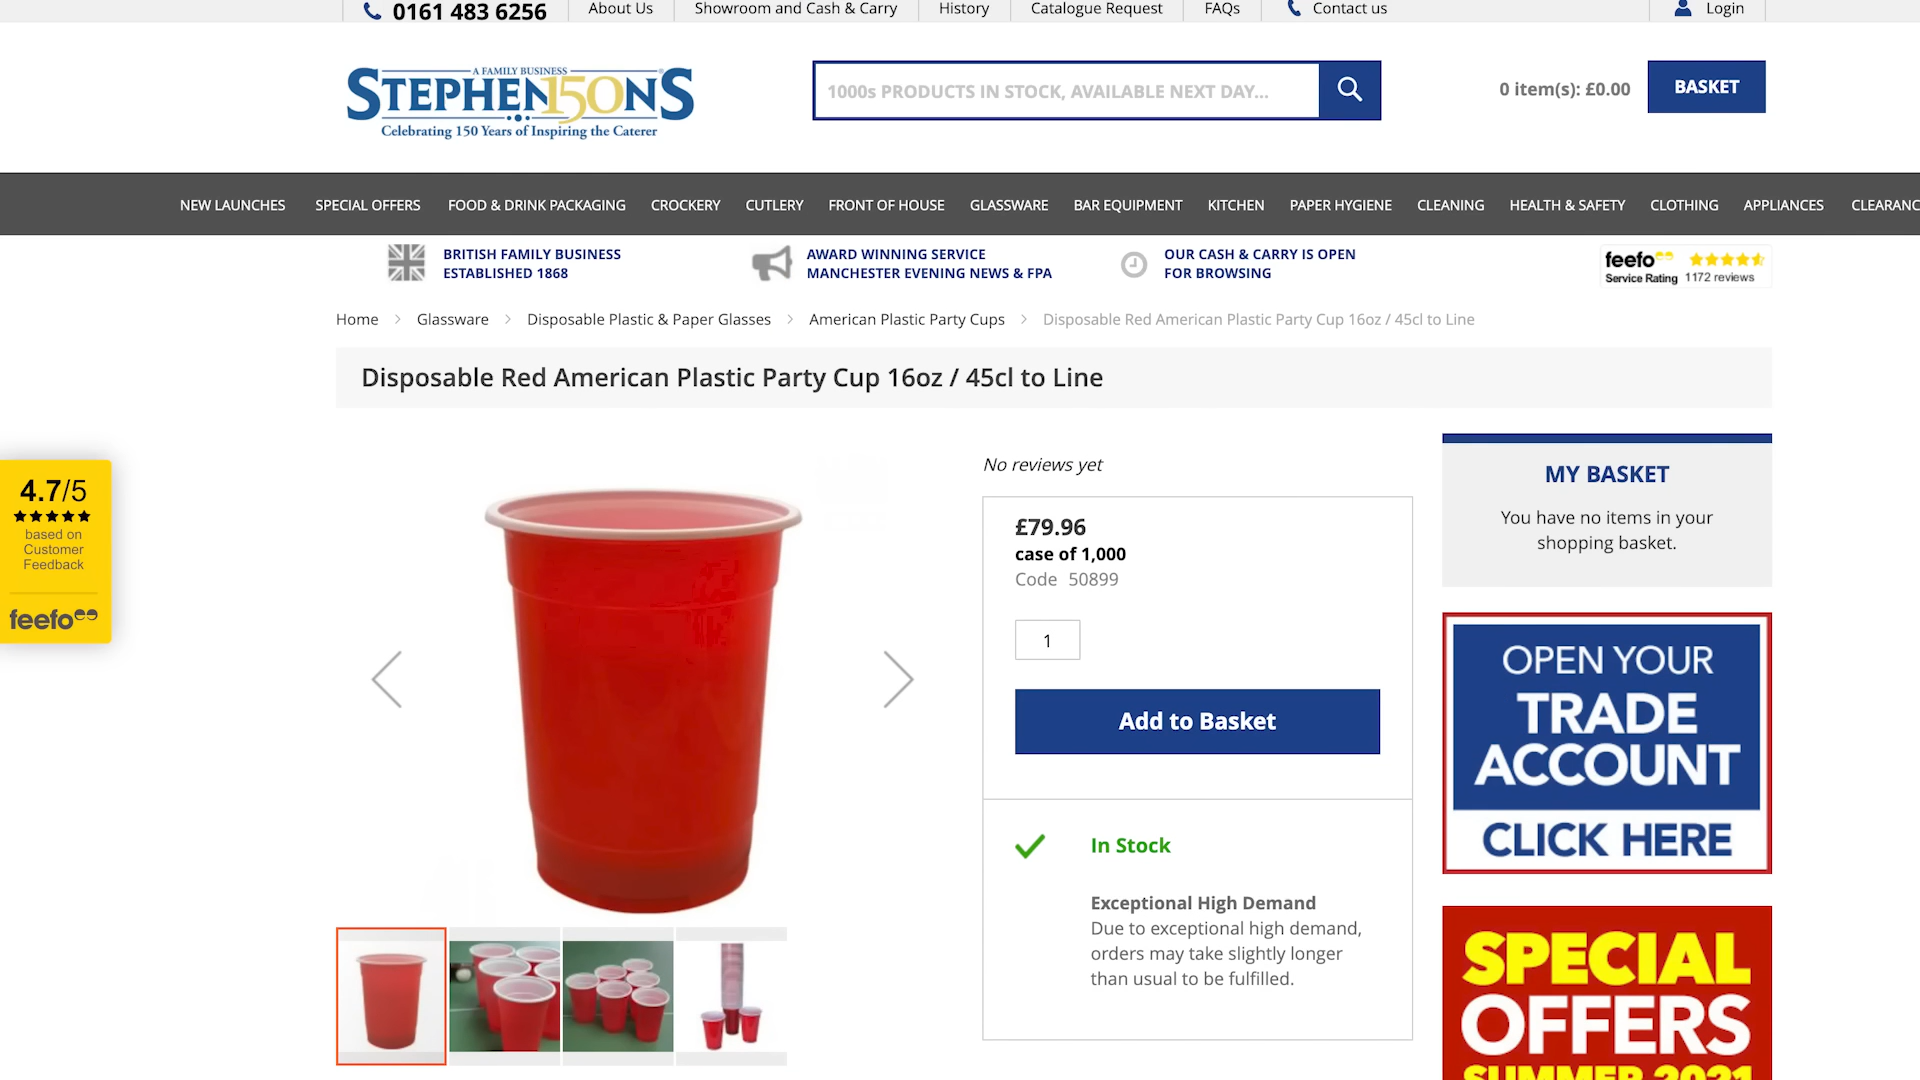 0161 483 6256
About Us
Showroom and Cash & Carry
History
Catalogue Request
FAQs
Contact us
Login
A FAMILY BUSINESS
STEPHEN150NS
Celebrating 150 Years of Inspiring the Caterer
1000s PRODUCTS IN STOCK, AVAILABLE NEXT DAY...
0 item(s): £0.00
BASKET
NEW LAUNCHES
SPECIAL OFFERS
FOOD & DRINK PACKAGING
CROCKERY
CUTLERY
FRONT OF HOUSE
GLASSWARE
BAR EQUIPMENT
KITCHEN
PAPER HYGIENE
CLEANING
HEALTH & SAFETY
CLOTHING
APPLIANCES
CLEARANC
BRITISH FAMILY BUSINESS
ESTABLISHED 1868
AWARD WINNING SERVICE
MANCHESTER EVENING NEWS & FPA
OUR CASH & CARRY IS OPEN
FOR BROWSING
feefo
Service Rating 1172 reviews
Home > Glassware > Disposable Plastic & Paper Glasses > American Plastic Party Cups > Disposable Red American Plastic Party Cup 16oz / 45cl to Line
Disposable Red American Plastic Party Cup 16oz / 45cl to Line
4.7/5
based on
Customer
Feedback
feefo
No reviews yet
£79.96
case of 1,000
Code 50899
1
Add to Basket
In Stock
Exceptional High Demand
Due to exceptional high demand,
orders may take slightly longer
than usual to be fulfilled.
MY BASKET
You have no items in your
shopping basket.
OPEN YOUR
TRADE
ACCOUNT
CLICK HERE
SPECIAL
OFFERS
SUMMER 2021